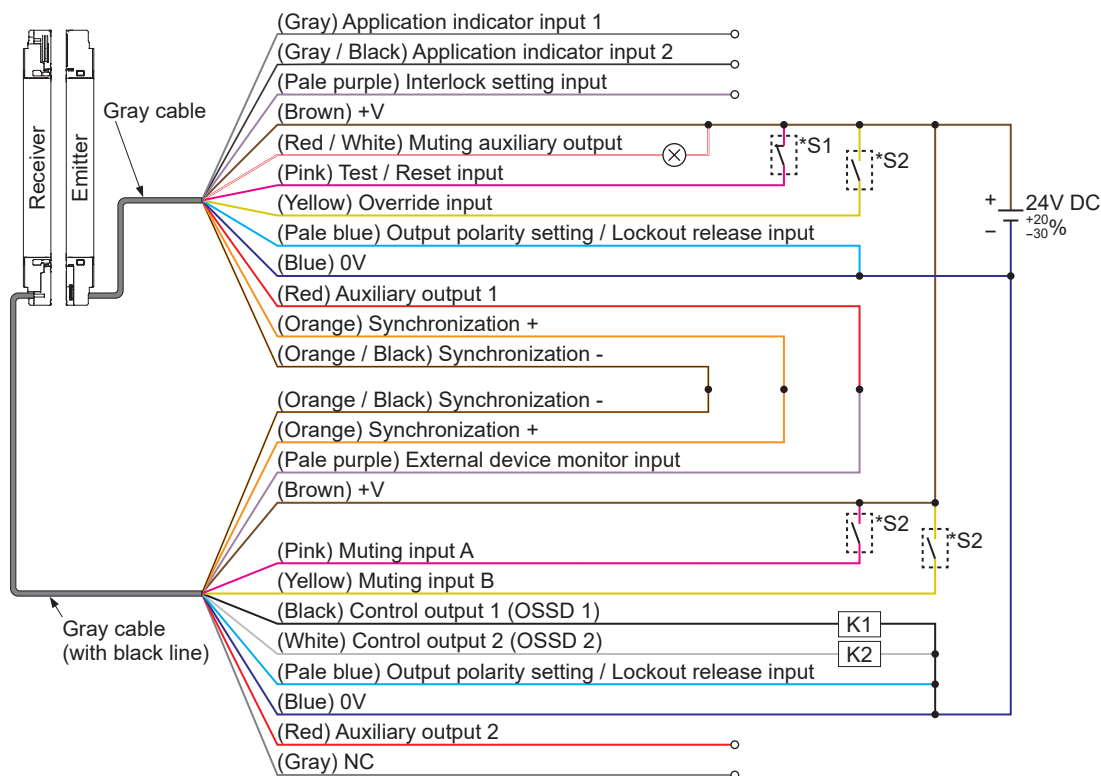 (Gray) Application indicator input 1
(Gray / Black) Application indicator input 2
(Pale purple) Interlock setting input
Gray cable
(Brown) +V
(Red / White) Muting auxiliary output
*S1
*S2
(Pink) Test / Reset input
(Yellow) Override input
+
24V DC
+20
−30%
−
(Pale blue) Output polarity setting / Lockout release input
(Blue) 0V
(Red) Auxiliary output 1
(Orange) Synchronization +
(Orange / Black) Synchronization -
Receiver
Emitter
(Orange / Black) Synchronization -
(Orange) Synchronization +
(Pale purple) External device monitor input
(Brown) +V
*S2
*S2
(Pink) Muting input A
(Yellow) Muting input B
(Black) Control output 1 (OSSD 1)
K1
(White) Control output 2 (OSSD 2)
K2
Gray cable
(with black line)
(Pale blue) Output polarity setting / Lockout release input
(Blue) 0V
(Red) Auxiliary output 2
(Gray) NC